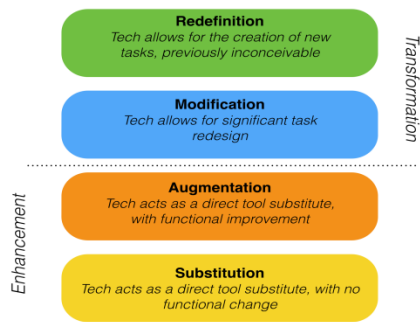 Redefinition
Tech allows for the creation of new
tasks, previously inconceivable
Modification
Tech allows for significant task
redesign
Transformation
Augmentation
Tech acts as a direct tool substitute,
with functional improvement
Substitution
Tech acts as a direct tool substitute, with no
functional change
Enhancement